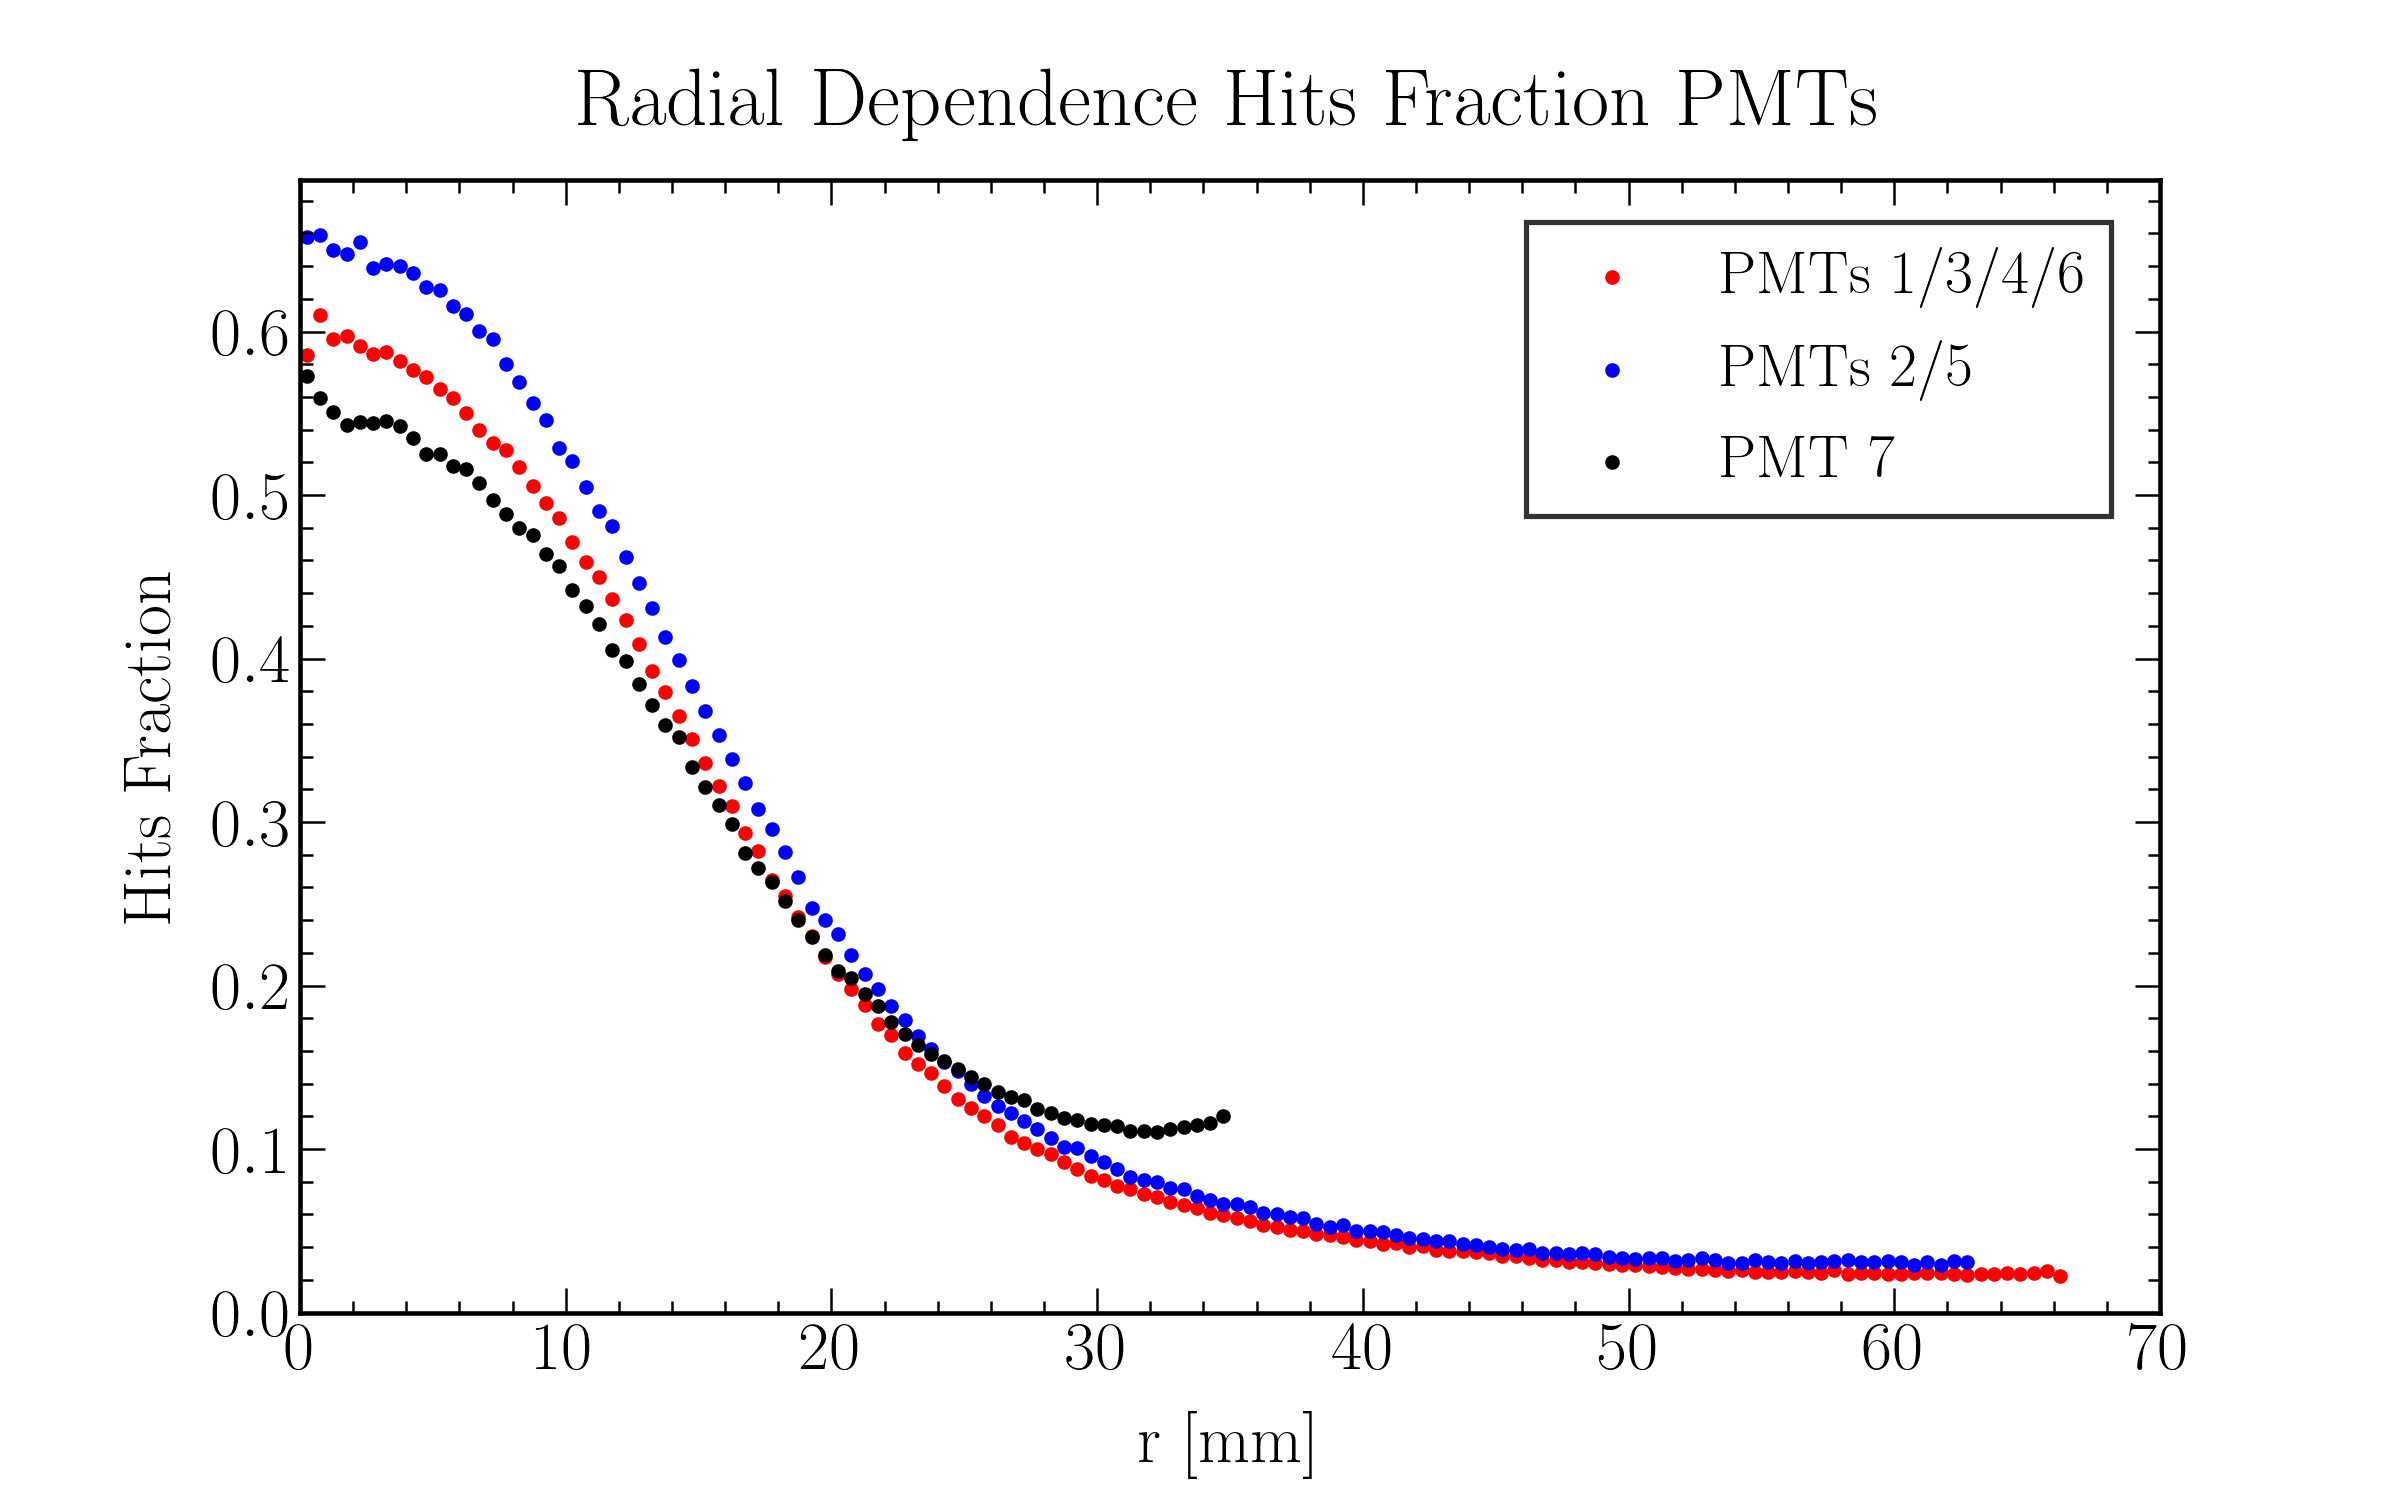 Radial Dependence Hits Fraction PMTs
PMTs 1/3/4/6
PMTs 2/5
PMT 7
Hits Fraction
0.6
0.5
0.4
0.3
0.2
0.1
0.0
0 10 20 30 40 50 60 70
r [mm]